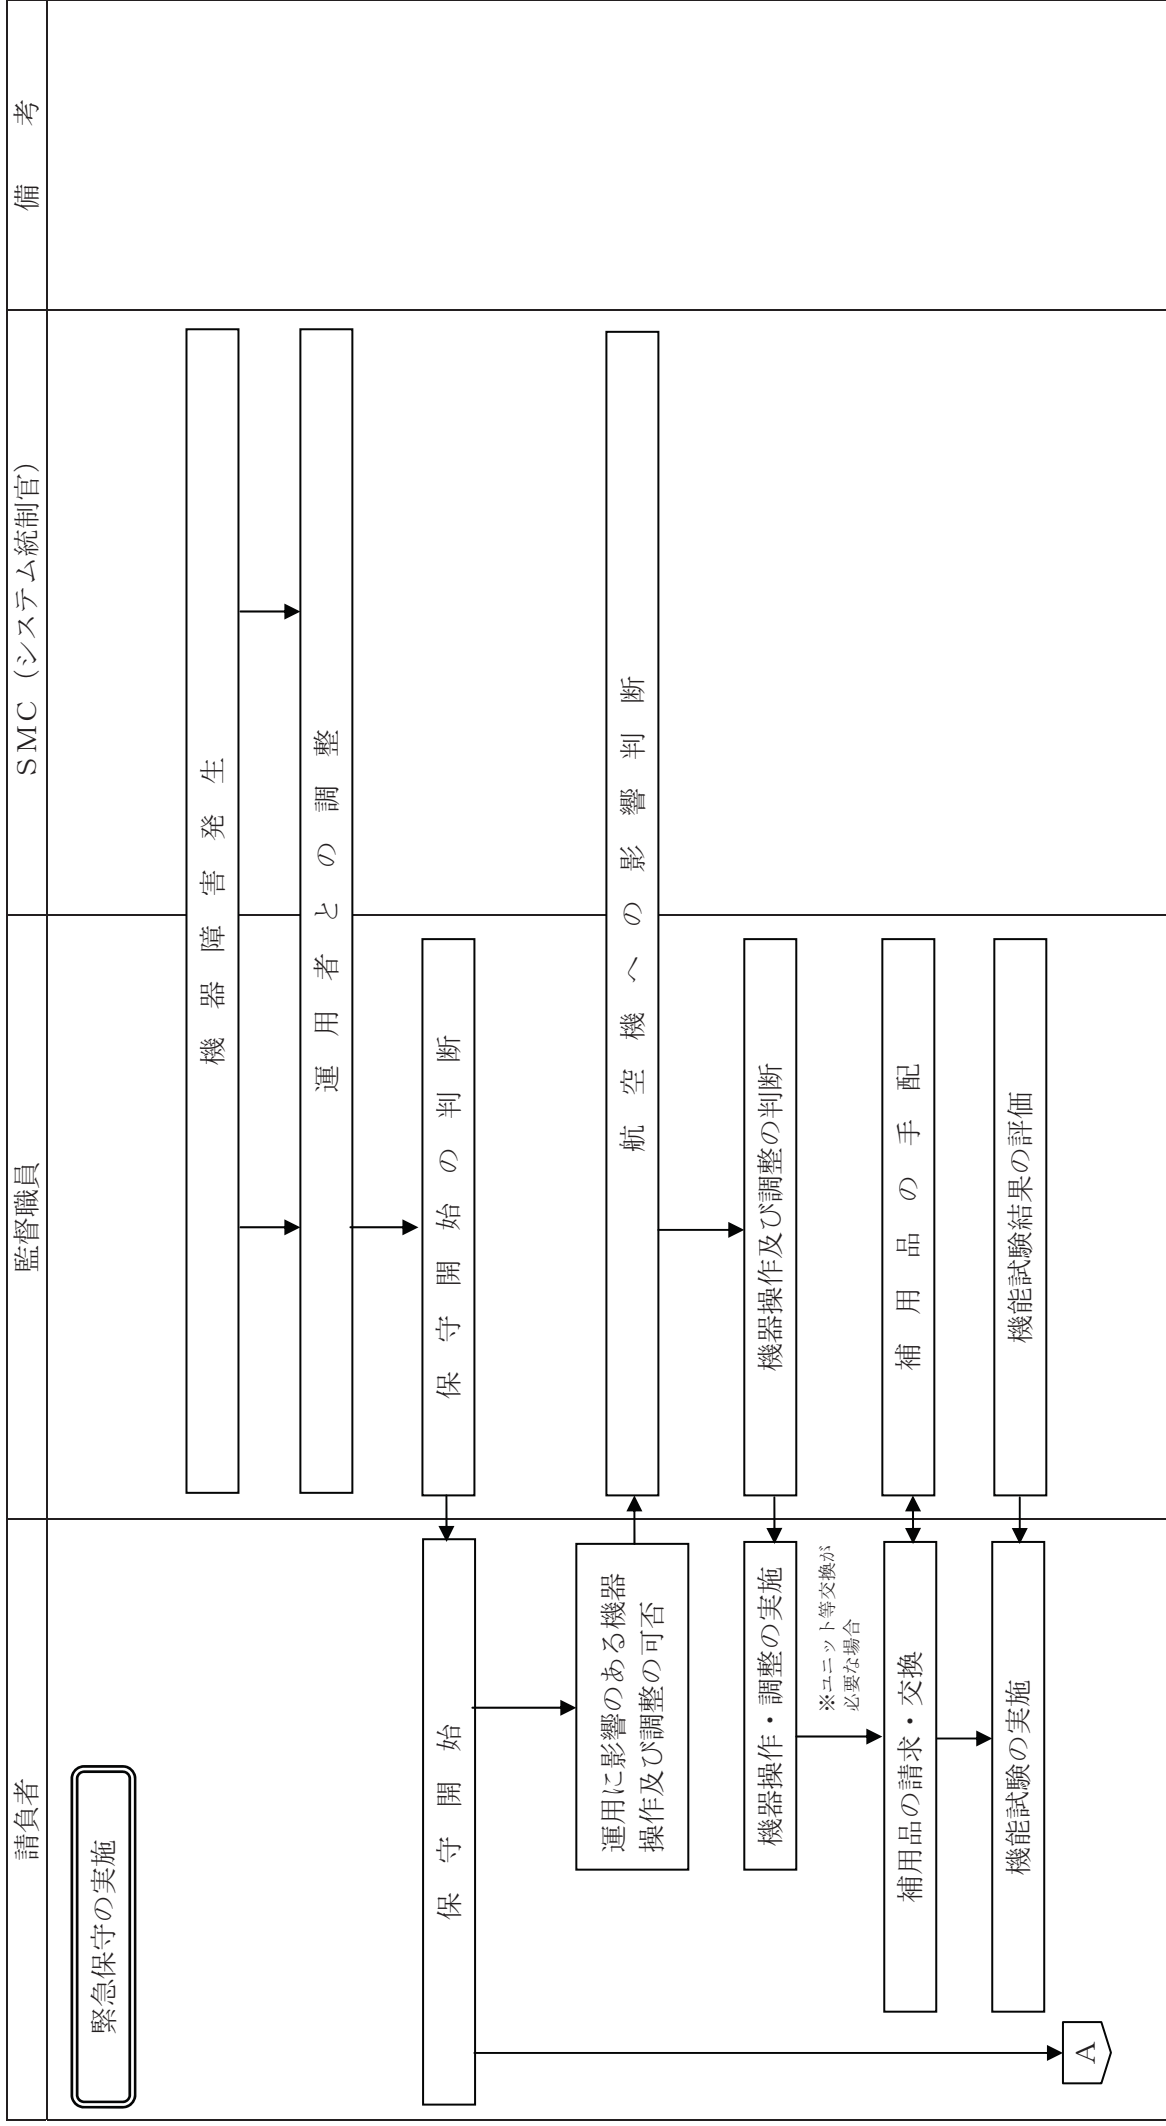 請負者
監督職員
SMC（システム統制官）
備　考
緊急保守の実施
機器障害発生
運用者との調整
保守開始の判断
保守開始
運用に影響のある機器
操作及び調整の可否
航空機への影響判断
機器操作及び調整の判断
機器操作・調整の実施
※ユニット等交換が
必要な場合
補用品の手配
補用品の請求・交換
機能試験結果の評価
機能試験の実施
A